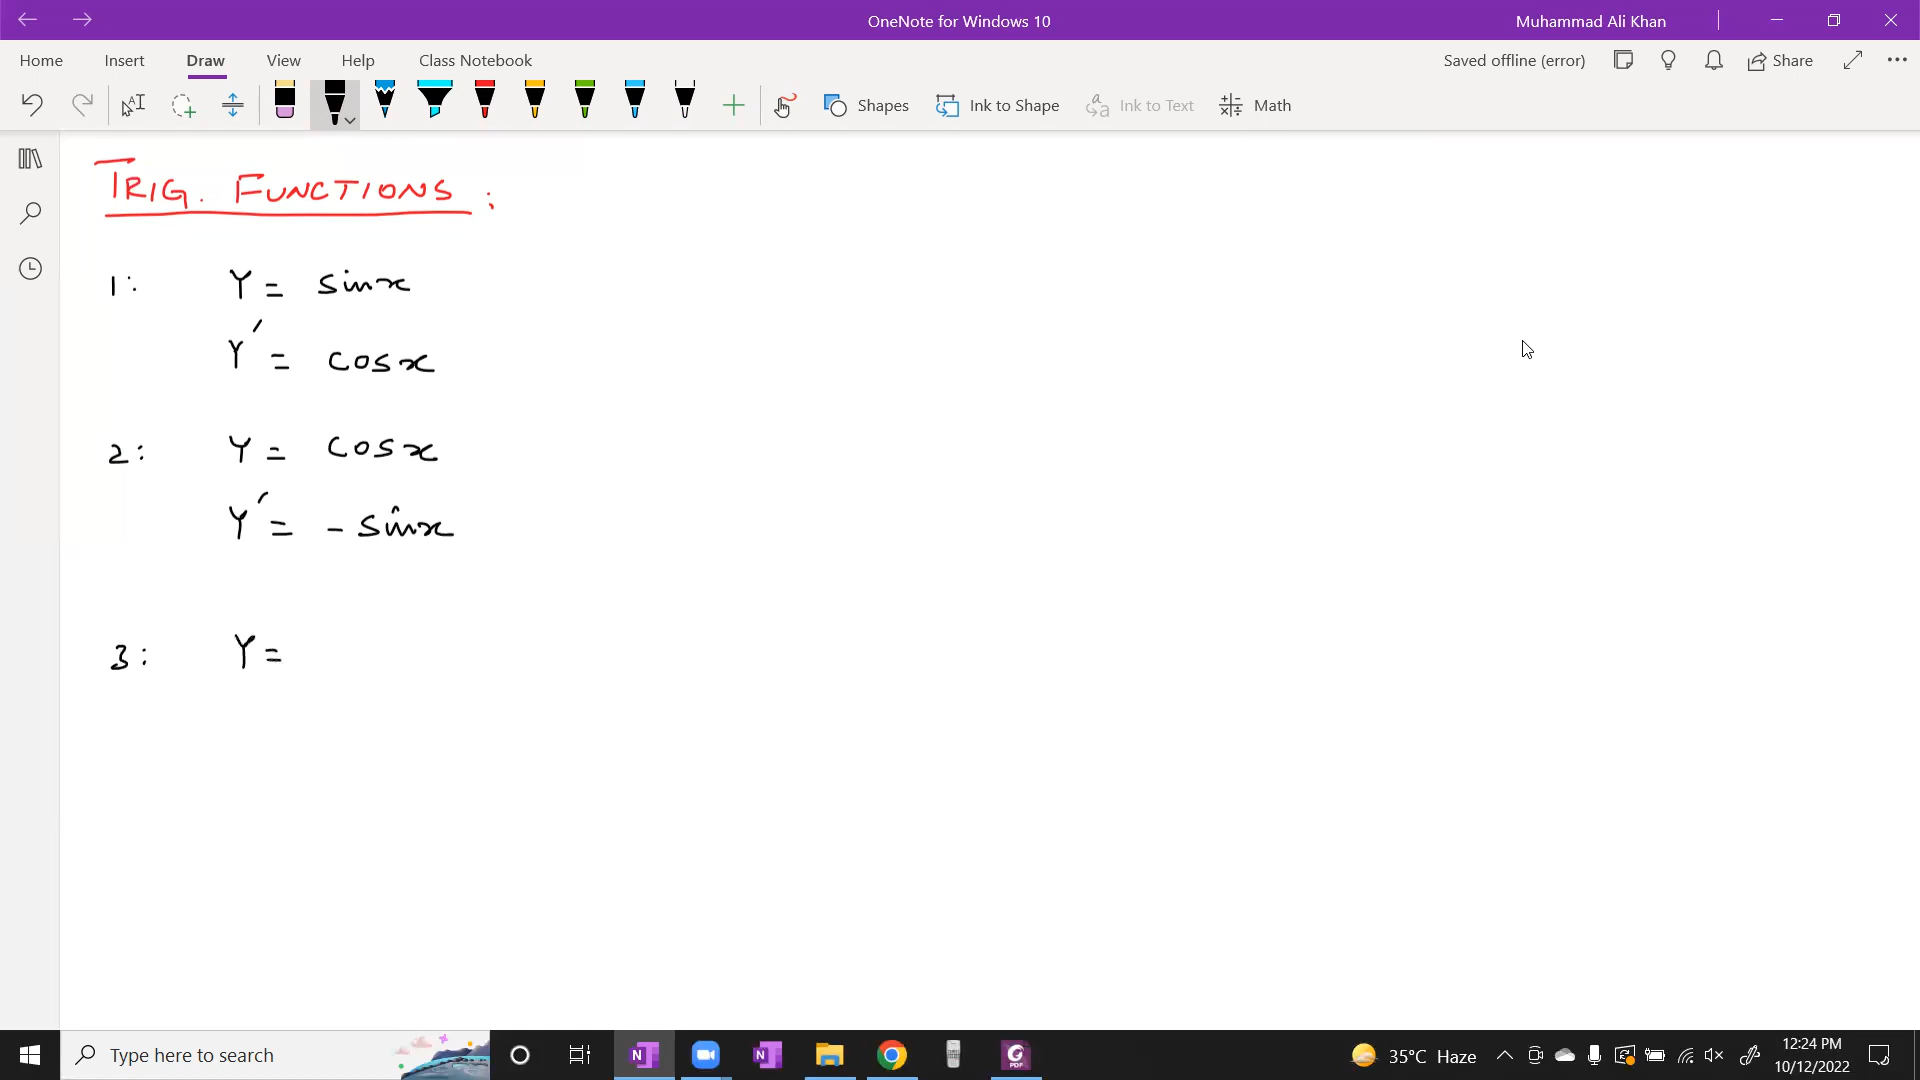 OneNote for Windows 10
Muhammad Ali Khan
Home Insert Draw View Help Class Notebook
Saved offline (error) Share
Shapes Ink to Shape Ink to Text Math
TRIG. FUNCTIONS :
1: Y = sinx
Y' = cosx
2: Y = cosx
Y' = - sinx
3: Y =
Type here to search
35°C Haze
12:24 PM
10/12/2022